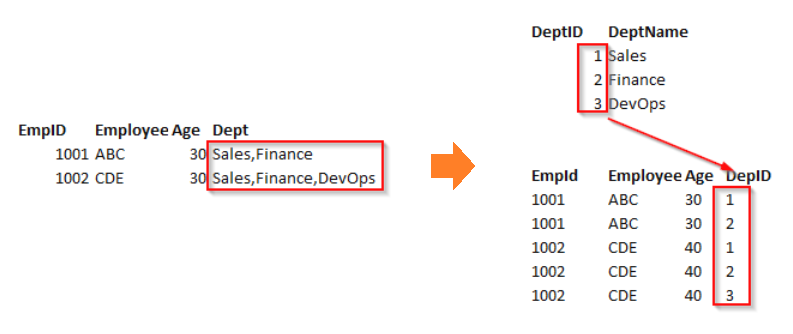 EmpID Employee Age Dept
1001 ABC 30 Sales,Finance
1002 CDE 30 Sales,Finance,DevOps
DeptID DeptName
1 Sales
2 Finance
3 DevOps
EmpId Employee Age DepID
1001 ABC 30 1
1001 ABC 30 2
1002 CDE 40 1
1002 CDE 40 2
1002 CDE 40 3